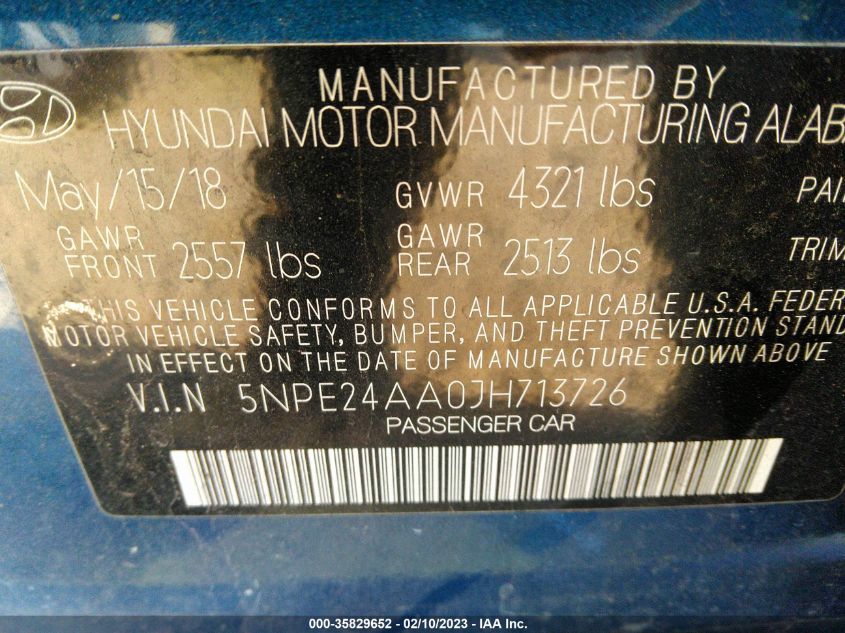 MANUFACTURED BY
HYUNDAI MOTOR MANUFACTURING ALAB
May/15/18 GVWR 4321 lbs PAI
GAWR FRONT 2557 lbs GAWR REAR 2513 lbs TRIM
THIS VEHICLE CONFORMS TO ALL APPLICABLE U.S.A. FEDER
MOTOR VEHICLE SAFETY, BUMPER, AND THEFT PREVENTION STAND
IN EFFECT ON THE DATE OF MANUFACTURE SHOWN ABOVE
V.I.N 5NPE24AA0JH713726
PASSENGER CAR
000-35829652 - 02/10/2023 - IAA Inc.